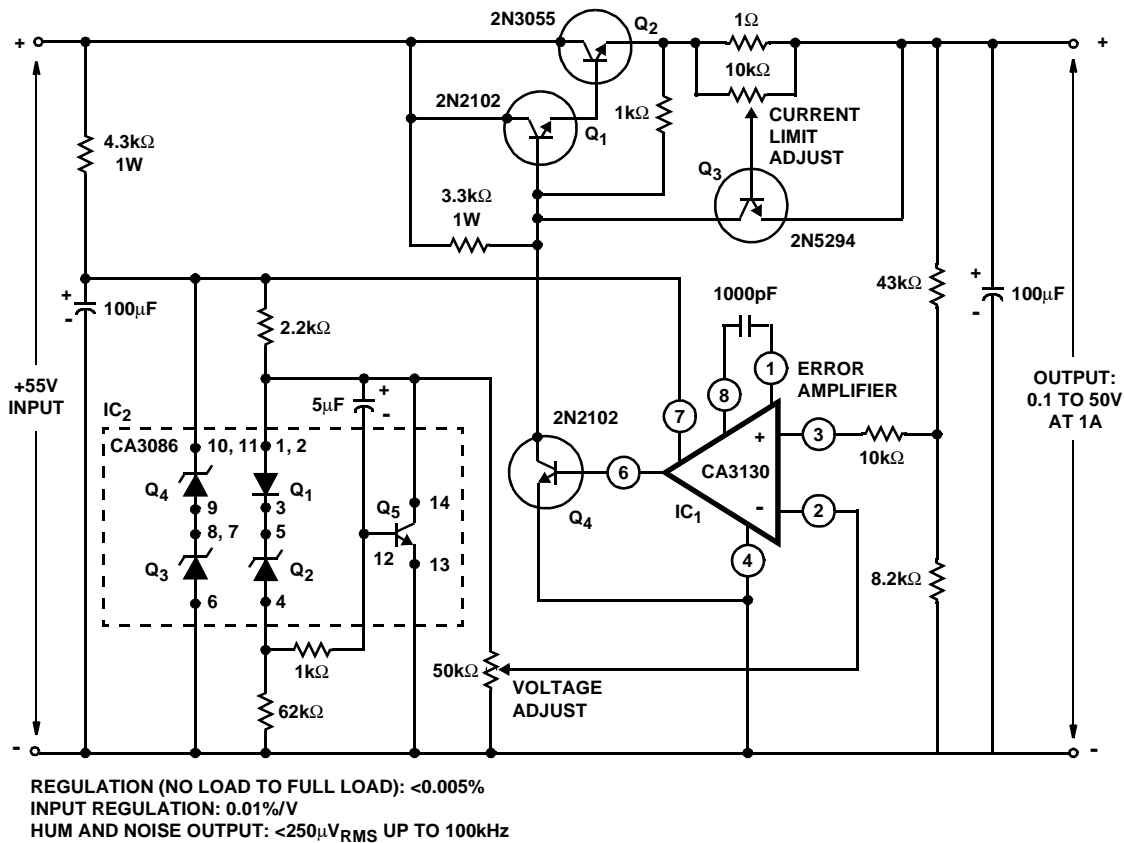 2N3055
Q2
1Ω
+
+
10kΩ
2N2102
Q1
1kΩ
CURRENT
LIMIT
ADJUST
4.3kΩ
1W
Q3
3.3kΩ
1W
2N5294
+
-
100μF
2.2kΩ
1000pF
43kΩ
+
-
100μF
+55V
INPUT
5μF
+
-
1
ERROR
AMPLIFIER
OUTPUT:
0.1 TO 50V
AT 1A
8
IC2
CA3086
10, 11
1, 2
2N2102
7
+
3
10kΩ
Q4
Q1
CA3130
6
9
3
Q5
14
8, 7
5
12
Q4
IC1
-
2
Q3
Q2
13
4
6
4
8.2kΩ
1kΩ
50kΩ
VOLTAGE
ADJUST
62kΩ
-
-
REGULATION (NO LOAD TO FULL LOAD): <0.005%
INPUT REGULATION: 0.01%/V
HUM AND NOISE OUTPUT: <250μVRMS UP TO 100kHz